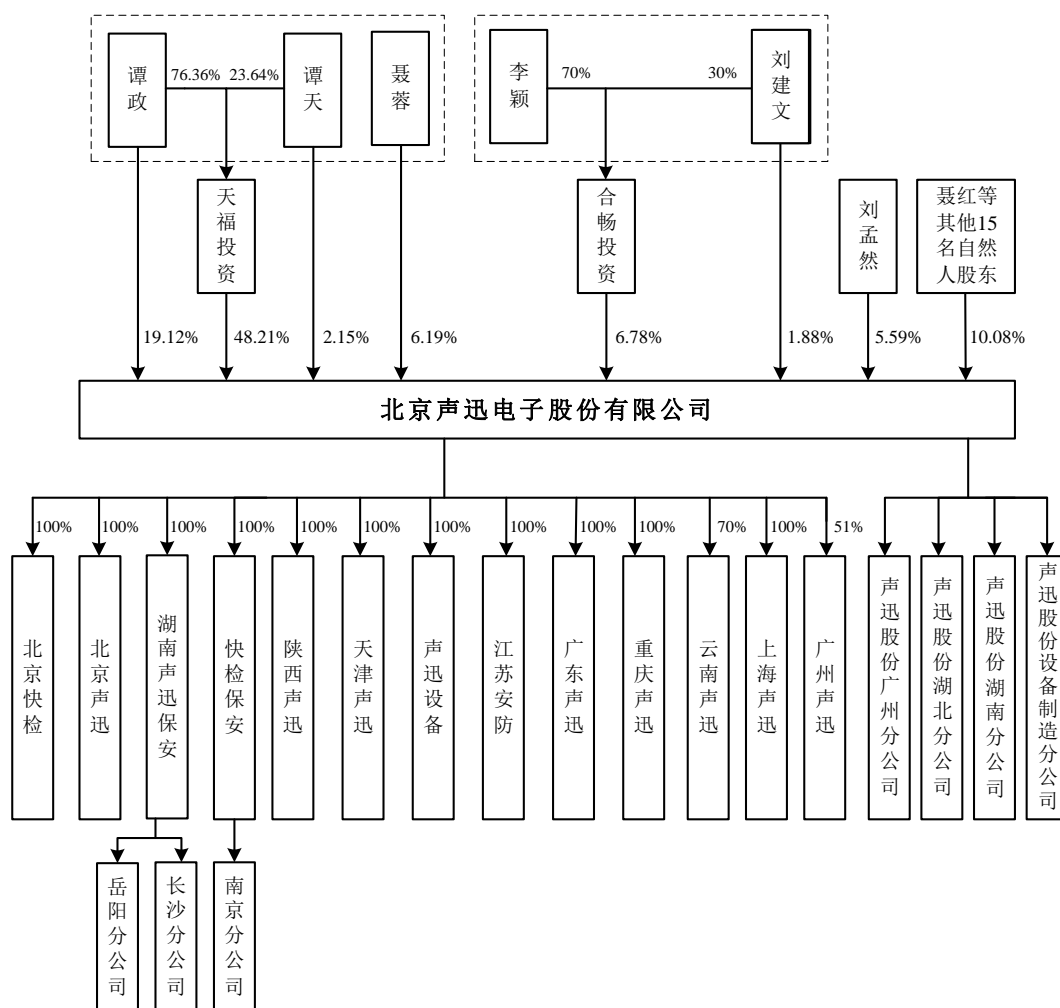 谭政
76.36%
23.64%
谭天
聂蓉
李颖
70%
30%
刘建文
天福投资
合畅投资
刘孟然
聂红等
其他15
名自然
人股东
19.12%
48.21%
2.15%
6.19%
6.78%
1.88%
5.59%
10.08%
北京声迅电子股份有限公司
100%
100%
100%
100%
100%
100%
100%
100%
100%
100%
70%
100%
51%
北京快检
北京声迅
湖南声迅保安
快检保安
陕西声迅
天津声迅
声迅设备
江苏安防
广东声迅
重庆声迅
云南声迅
上海声迅
广州声迅
声迅股份广州分公司
声迅股份湖北分公司
声迅股份湖南分公司
声迅股份设备制造分公司
岳阳分公司
长沙分公司
南京分公司